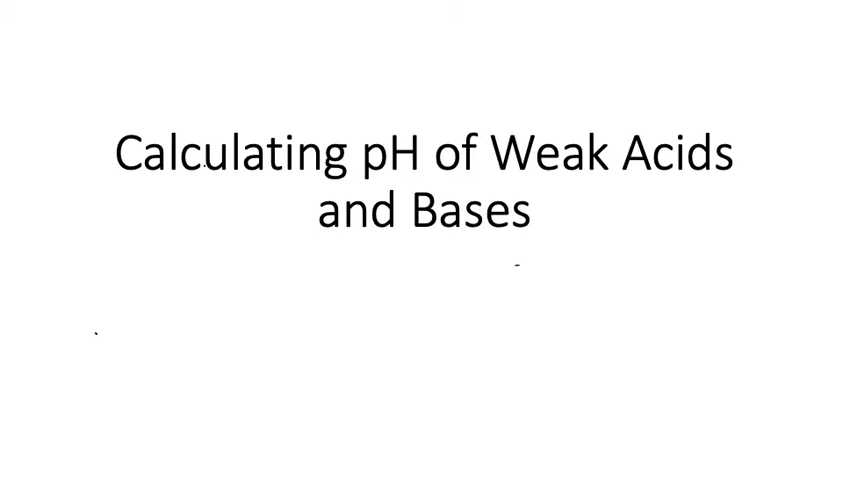 Calculating pH of Weak Acids
and Bases